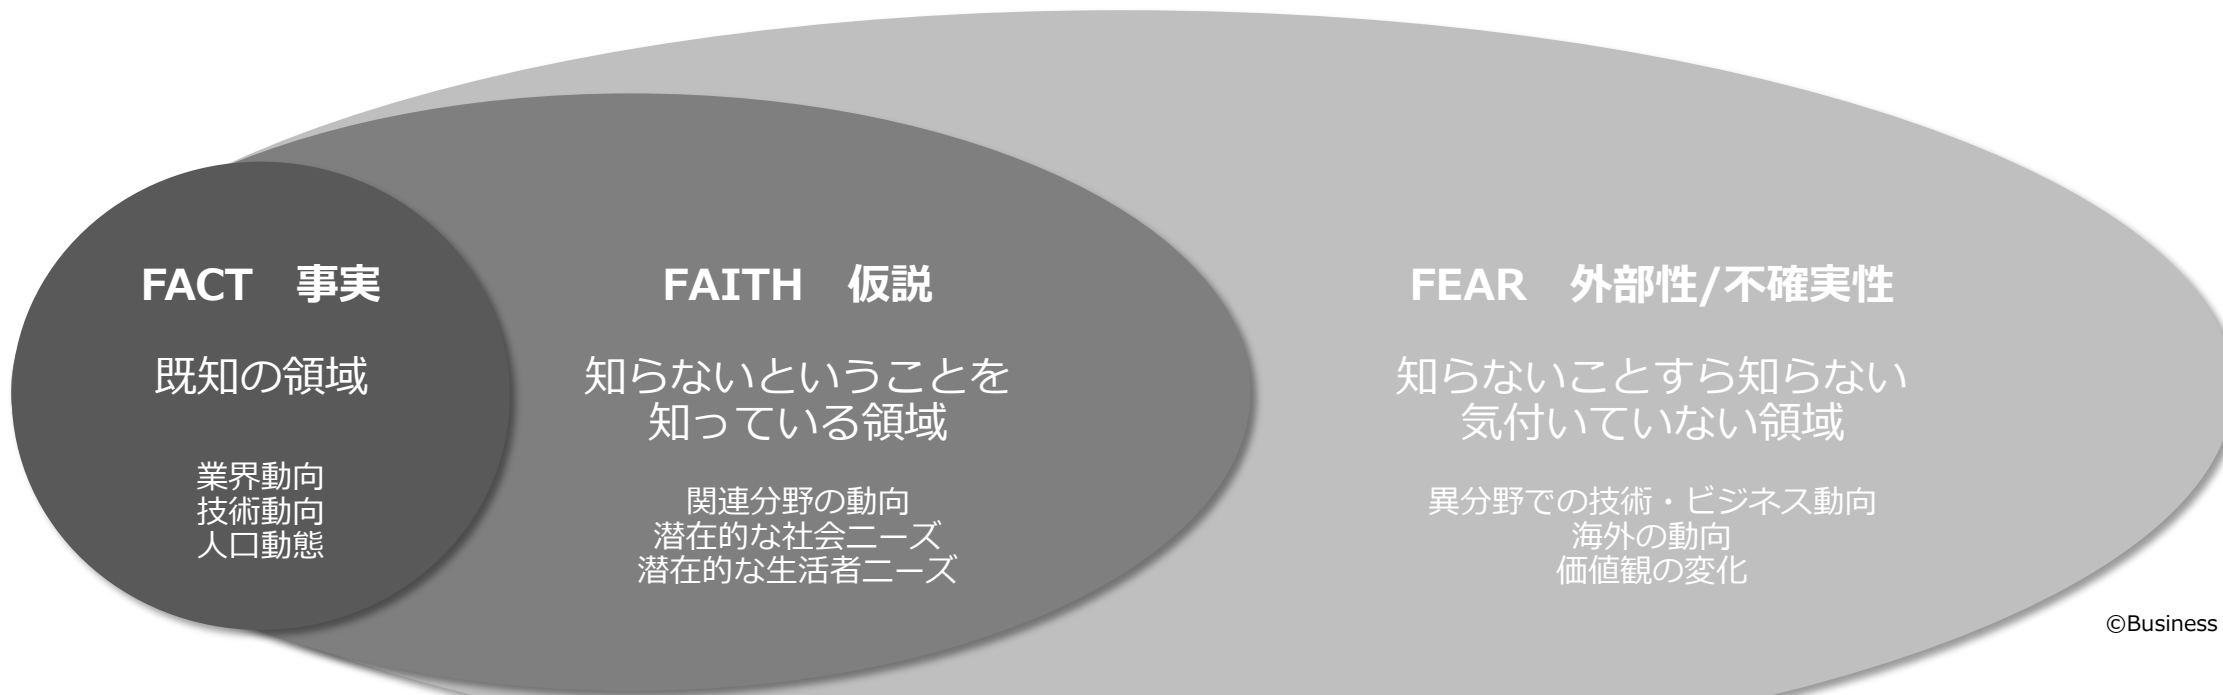 FACT 事実
既知の領域
業界動向
技術動向
人口動態
FAITH 仮説
知らないということを
知っている領域
関連分野の動向
潜在的な社会ニーズ
潜在的な生活者ニーズ
FEAR 外部性/不確実性
知らないことすら知らない
気付いていない領域
異分野での技術・ビジネス動向
海外の動向
価値観の変化
©Business